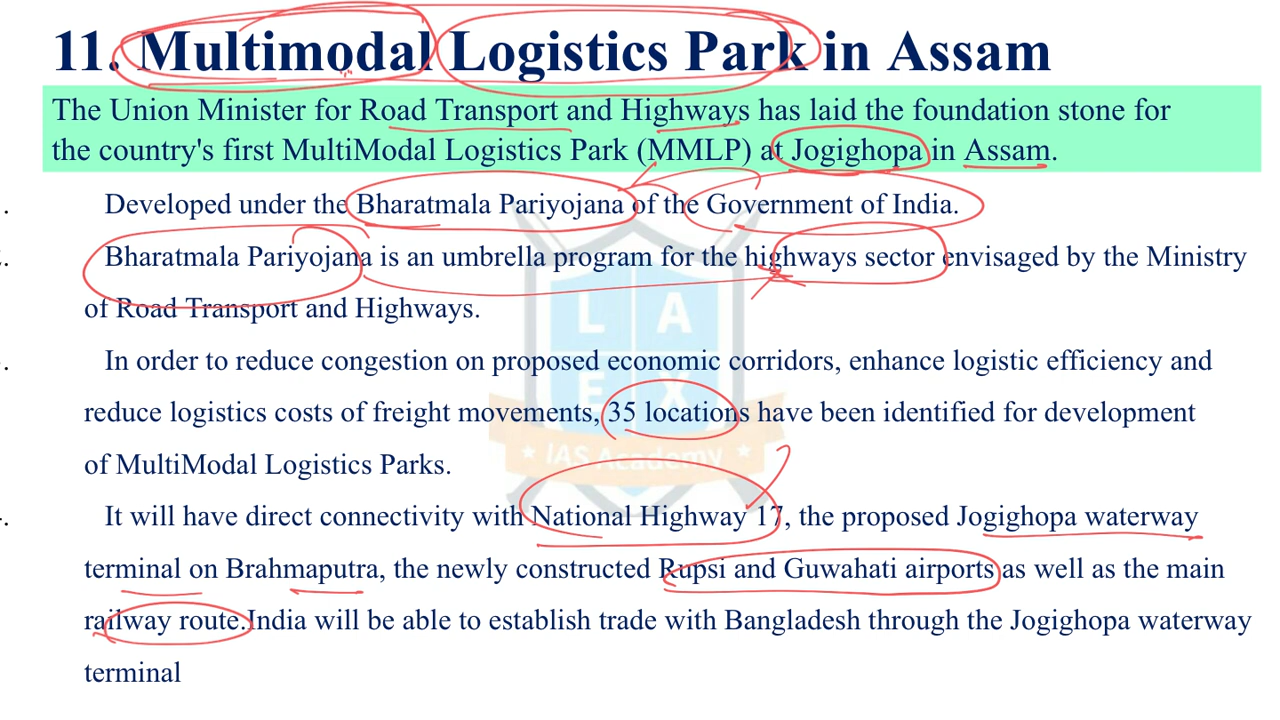 11. Multimodal Logistics Park in Assam
The Union Minister for Road Transport and Highways has laid the foundation stone for
the country's first MultiModal Logistics Park (MMLP) at Jogighopa in Assam.
Developed under the Bharatmala Pariyojana of the Government of India.
Bharatmala Pariyojana is an umbrella program for the highways sector envisaged by the Ministry
of Road Transport and Highways.
In order to reduce congestion on proposed economic corridors, enhance logistic efficiency and
reduce logistics costs of freight movements, 35 locations have been identified for development
of MultiModal Logistics Parks.
It will have direct connectivity with National Highway 17, the proposed Jogighopa waterway
terminal on Brahmaputra, the newly constructed Rupsi and Guwahati airports as well as the main
railway route.India will be able to establish trade with Bangladesh through the Jogighopa waterway
terminal
L A
E X
IAS Academy